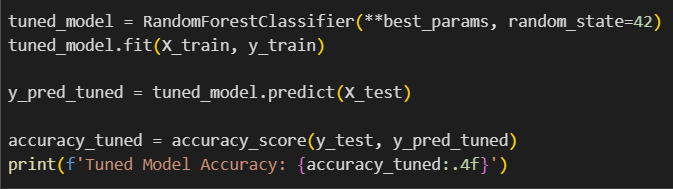 tuned_model = RandomForestClassifier(**best_params, random_state=42)
tuned_model.fit(X_train, y_train)
y_pred_tuned = tuned_model.predict(X_test)
accuracy_tuned = accuracy_score(y_test, y_pred_tuned)
print(f'Tuned Model Accuracy: {accuracy_tuned:.4f}')